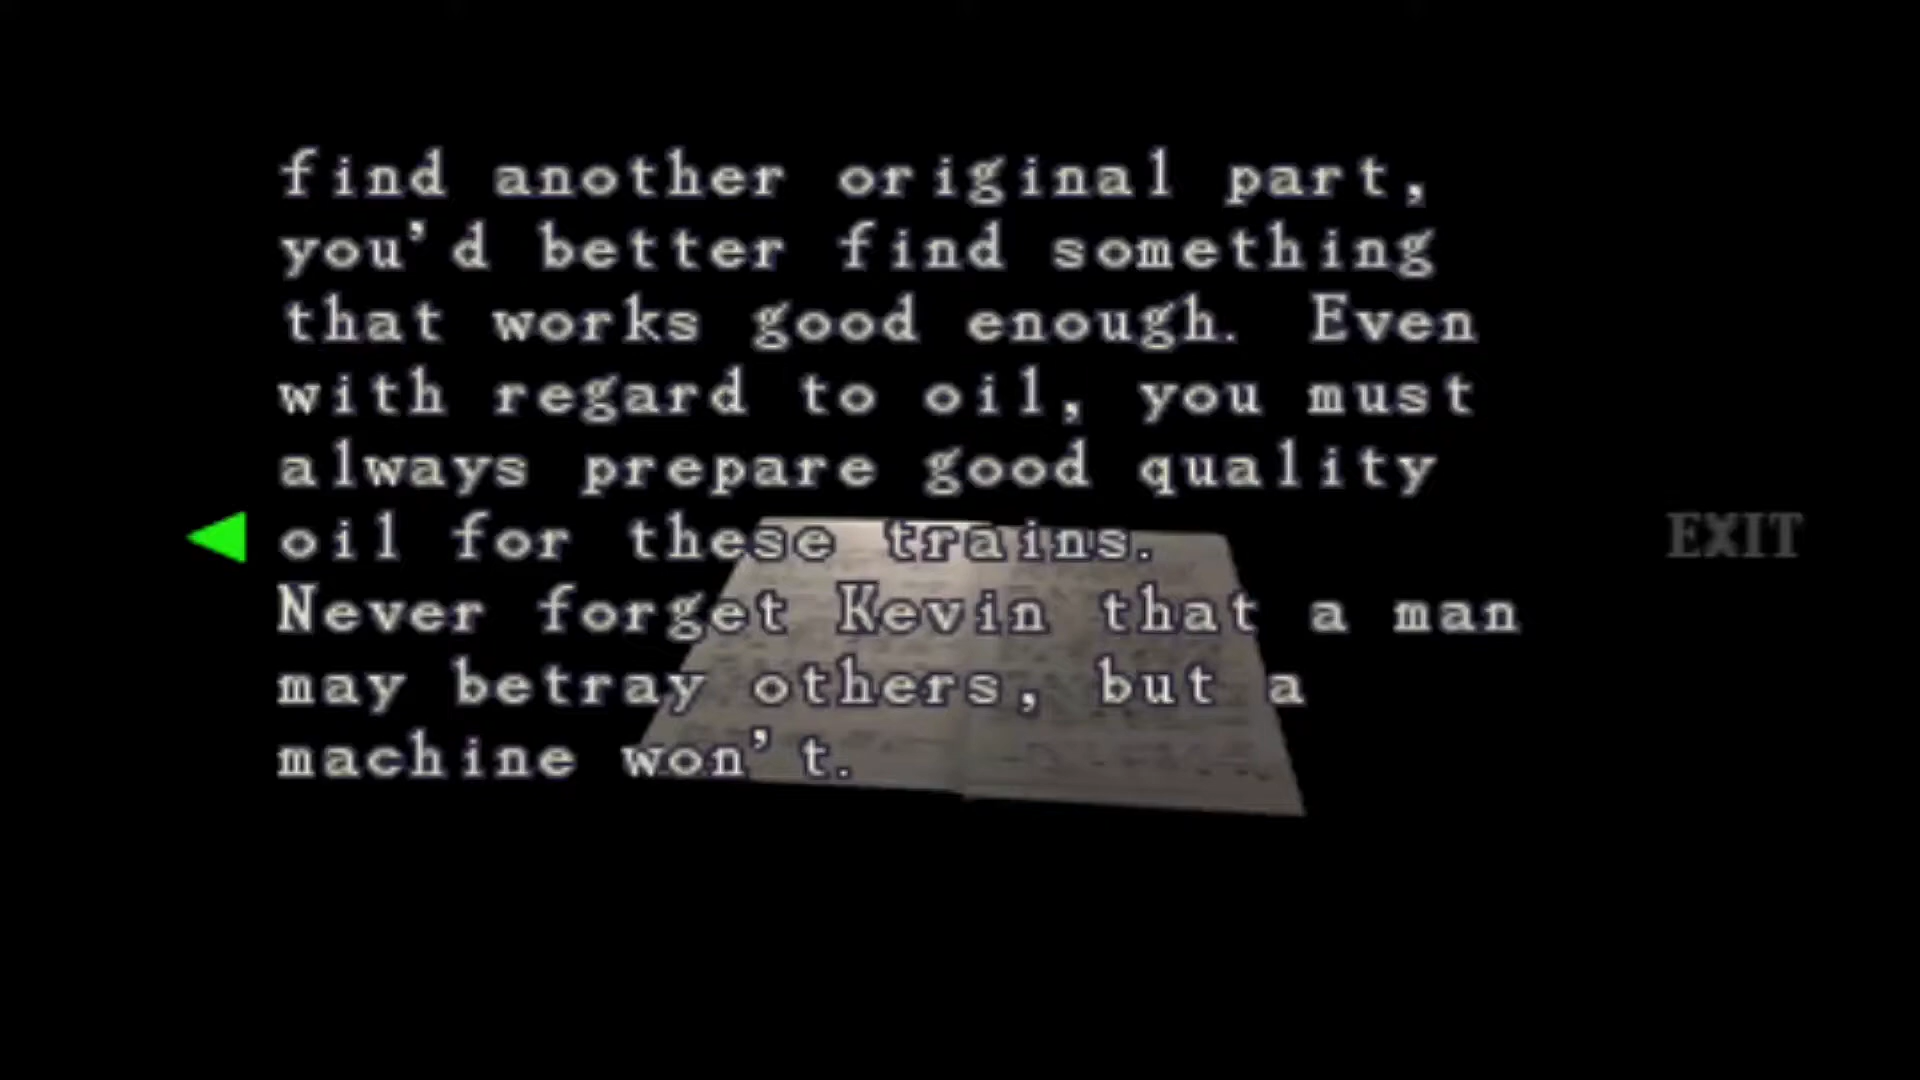 find another original part,
you'd better find something
that works good enough. Even
with regard to oil, you must
always prepare good quality
oil for these trains.
EXIT
Never forget Kevin that a man
may betray others, but a
machine won't.